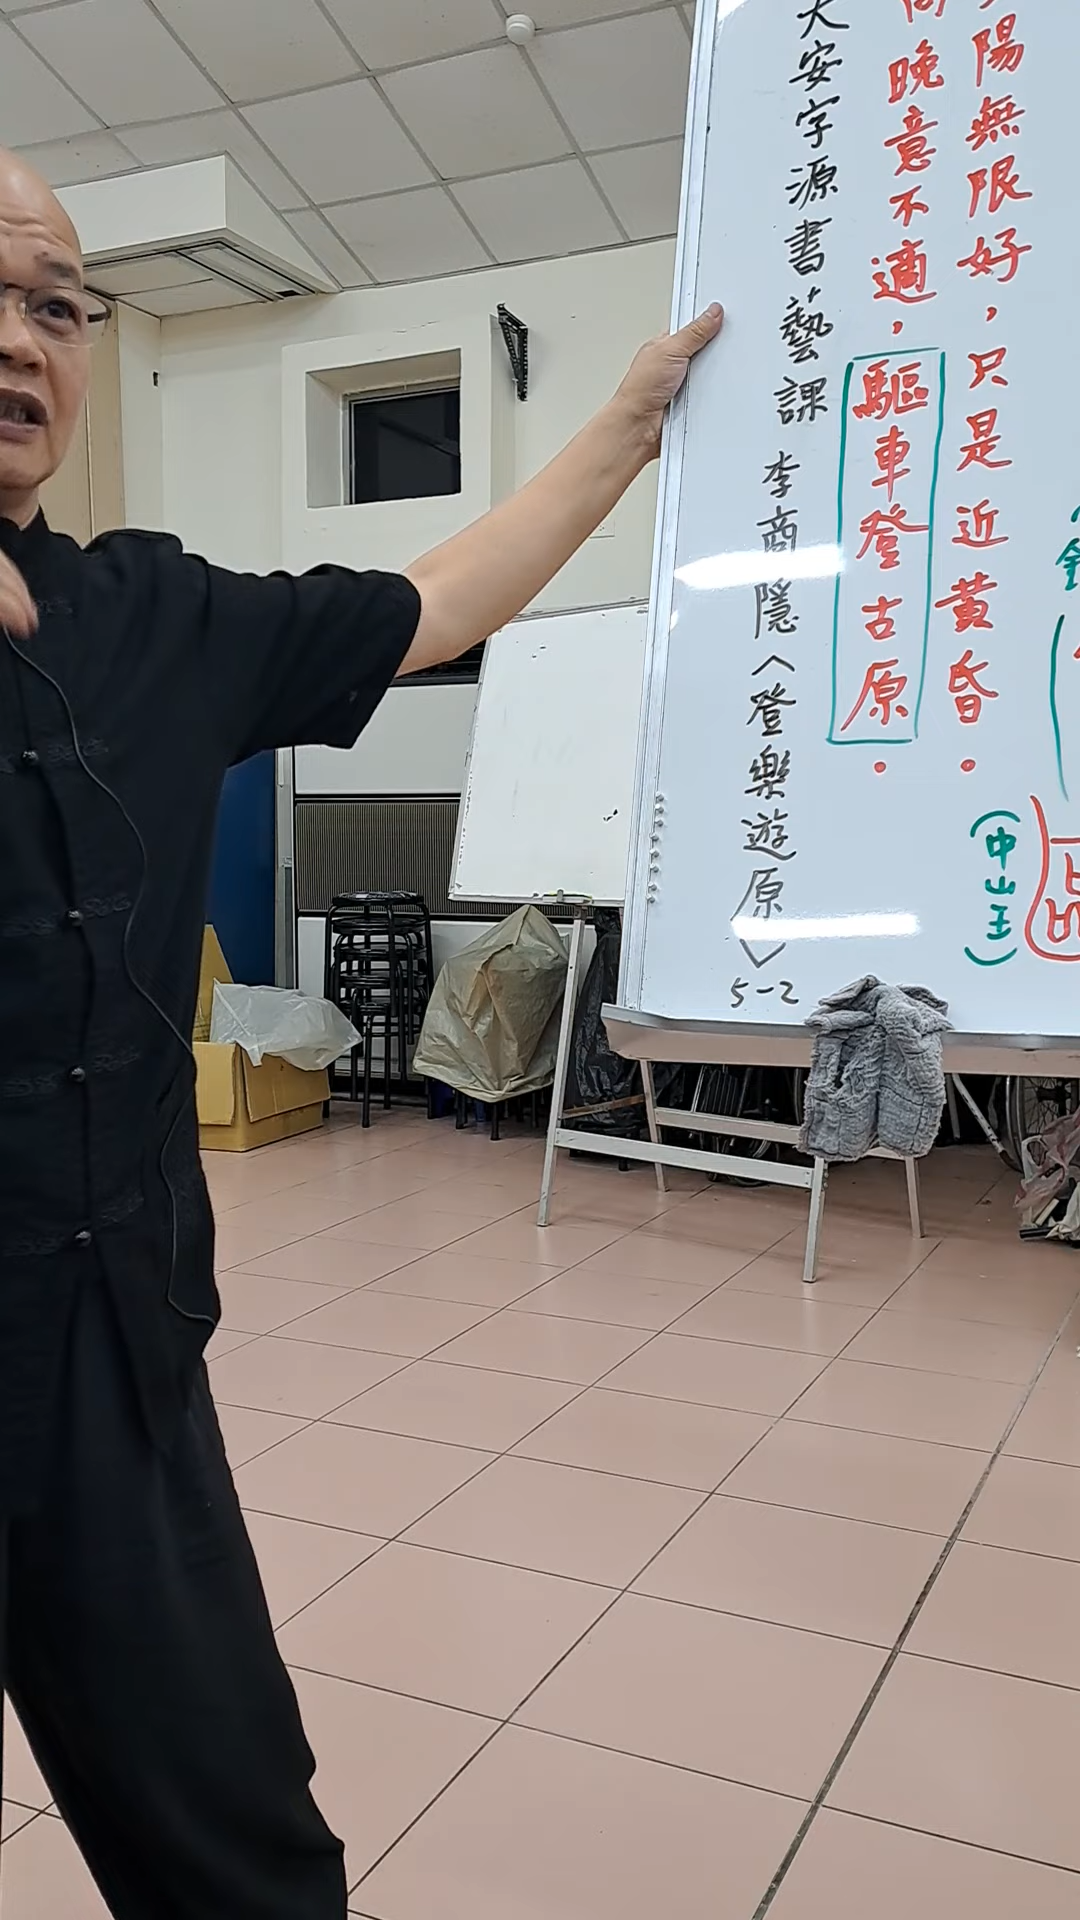 大安字源書藝課 李商隱〈登樂遊原〉
5-2
向晚意不適，驅車登古原。
陽無限好，只是近黃昏。
(中山王)